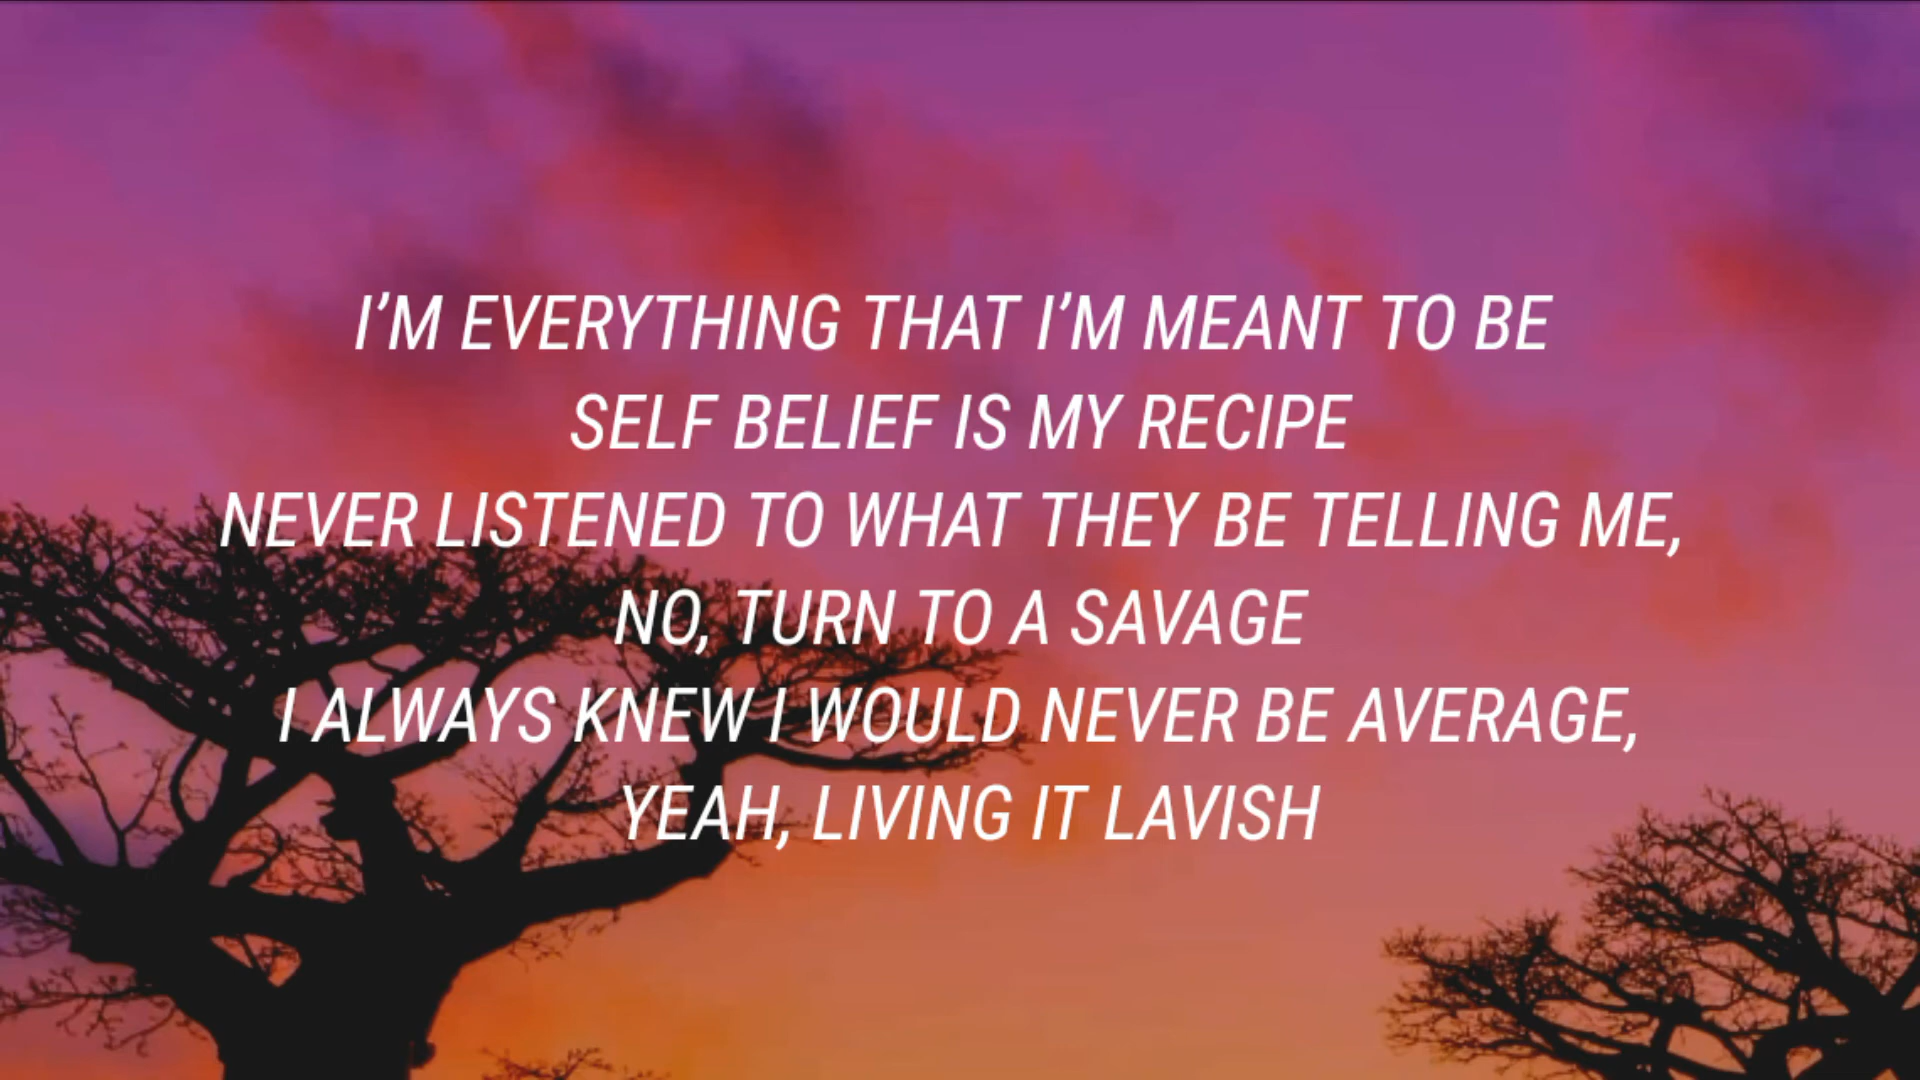 I’M EVERYTHING THAT I’M MEANT TO BE
SELF BELIEF IS MY RECIPE
NEVER LISTENED TO WHAT THEY BE TELLING ME,
NO, TURN TO A SAVAGE
I ALWAYS KNEW I WOULD NEVER BE AVERAGE,
YEAH, LIVING IT LAVISH